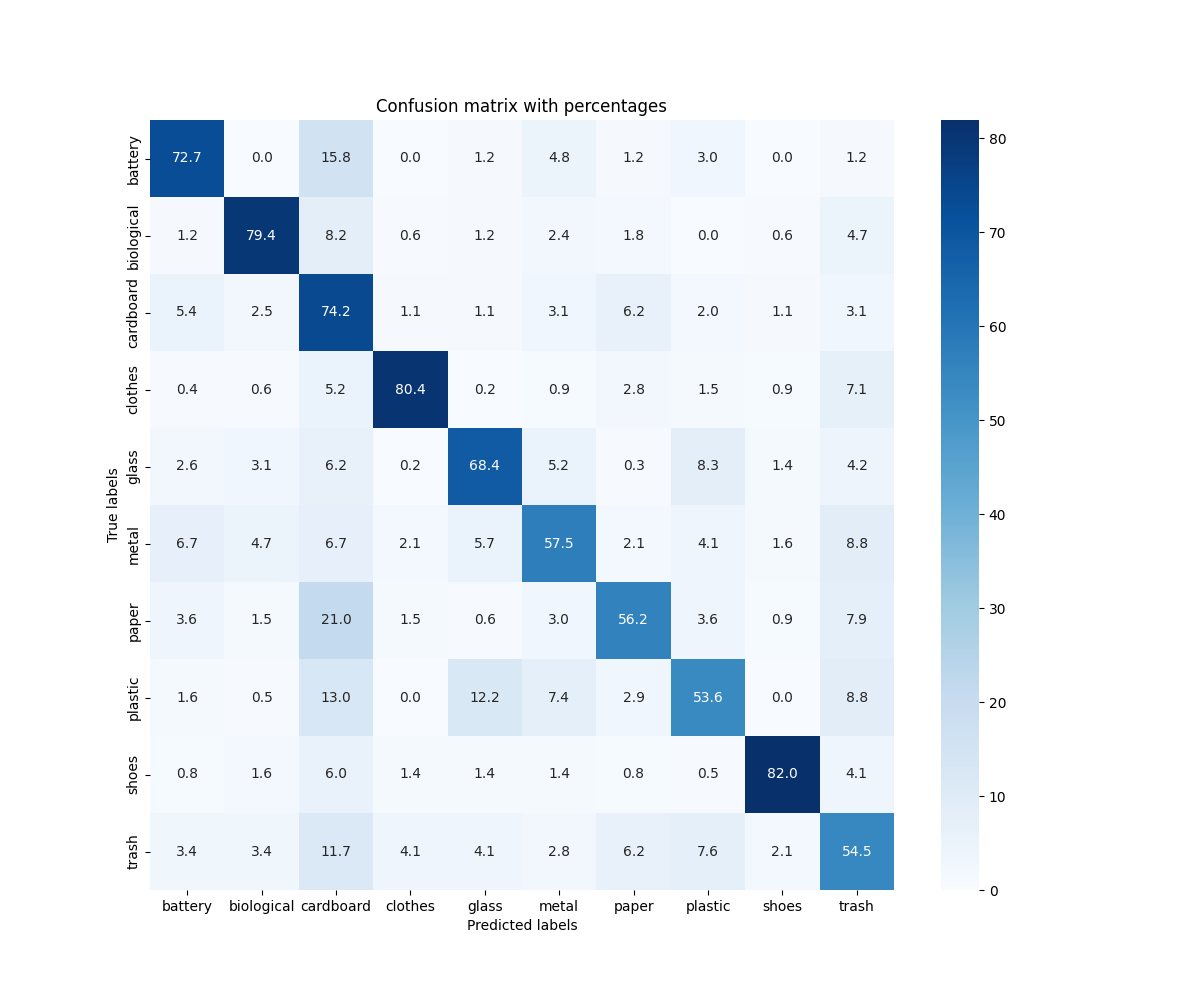 Confusion matrix with percentages
battery 72.7 0.0 15.8 0.0 1.2 4.8 1.2 3.0 0.0 1.2
biological 1.2 79.4 8.2 0.6 1.2 2.4 1.8 0.0 0.6 4.7
cardboard 5.4 2.5 74.2 1.1 1.1 3.1 6.2 2.0 1.1 3.1
clothes 0.4 0.6 5.2 80.4 0.2 0.9 2.8 1.5 0.9 7.1
glass 2.6 3.1 6.2 0.2 68.4 5.2 0.3 8.3 1.4 4.2
metal 6.7 4.7 6.7 2.1 5.7 57.5 2.1 4.1 1.6 8.8
paper 3.6 1.5 21.0 1.5 0.6 3.0 56.2 3.6 0.9 7.9
plastic 1.6 0.5 13.0 0.0 12.2 7.4 2.9 53.6 0.0 8.8
shoes 0.8 1.6 6.0 1.4 1.4 1.4 0.8 0.5 82.0 4.1
trash 3.4 3.4 11.7 4.1 4.1 2.8 6.2 7.6 2.1 54.5
battery biological cardboard clothes glass metal paper plastic shoes trash
Predicted labels
True labels
80
70
60
50
40
30
20
10
0